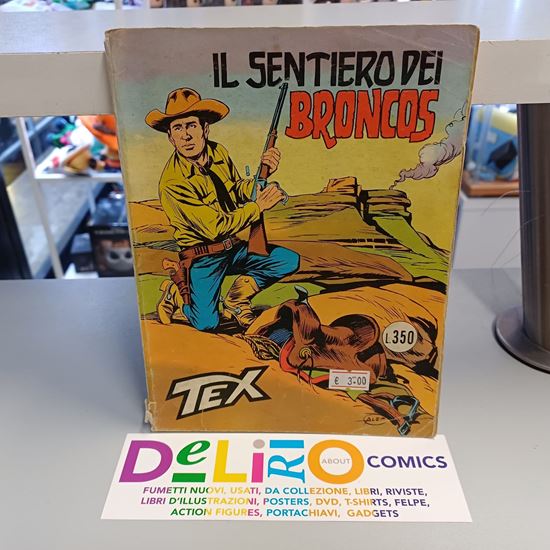 IL SENTIERO DEI
BRONCOS
L.350
€ 3.00
TEX
DeLiRiO ABOUT COMICS
FUMETTI NUOVI, USATI, DA COLLEZIONE, LIBRI, RIVISTE,
LIBRI D'ILLUSTRAZIONI, POSTERS, DVD, T-SHIRTS, FELPE,
ACTION FIGURES, PORTACHIAVI, GADGETS